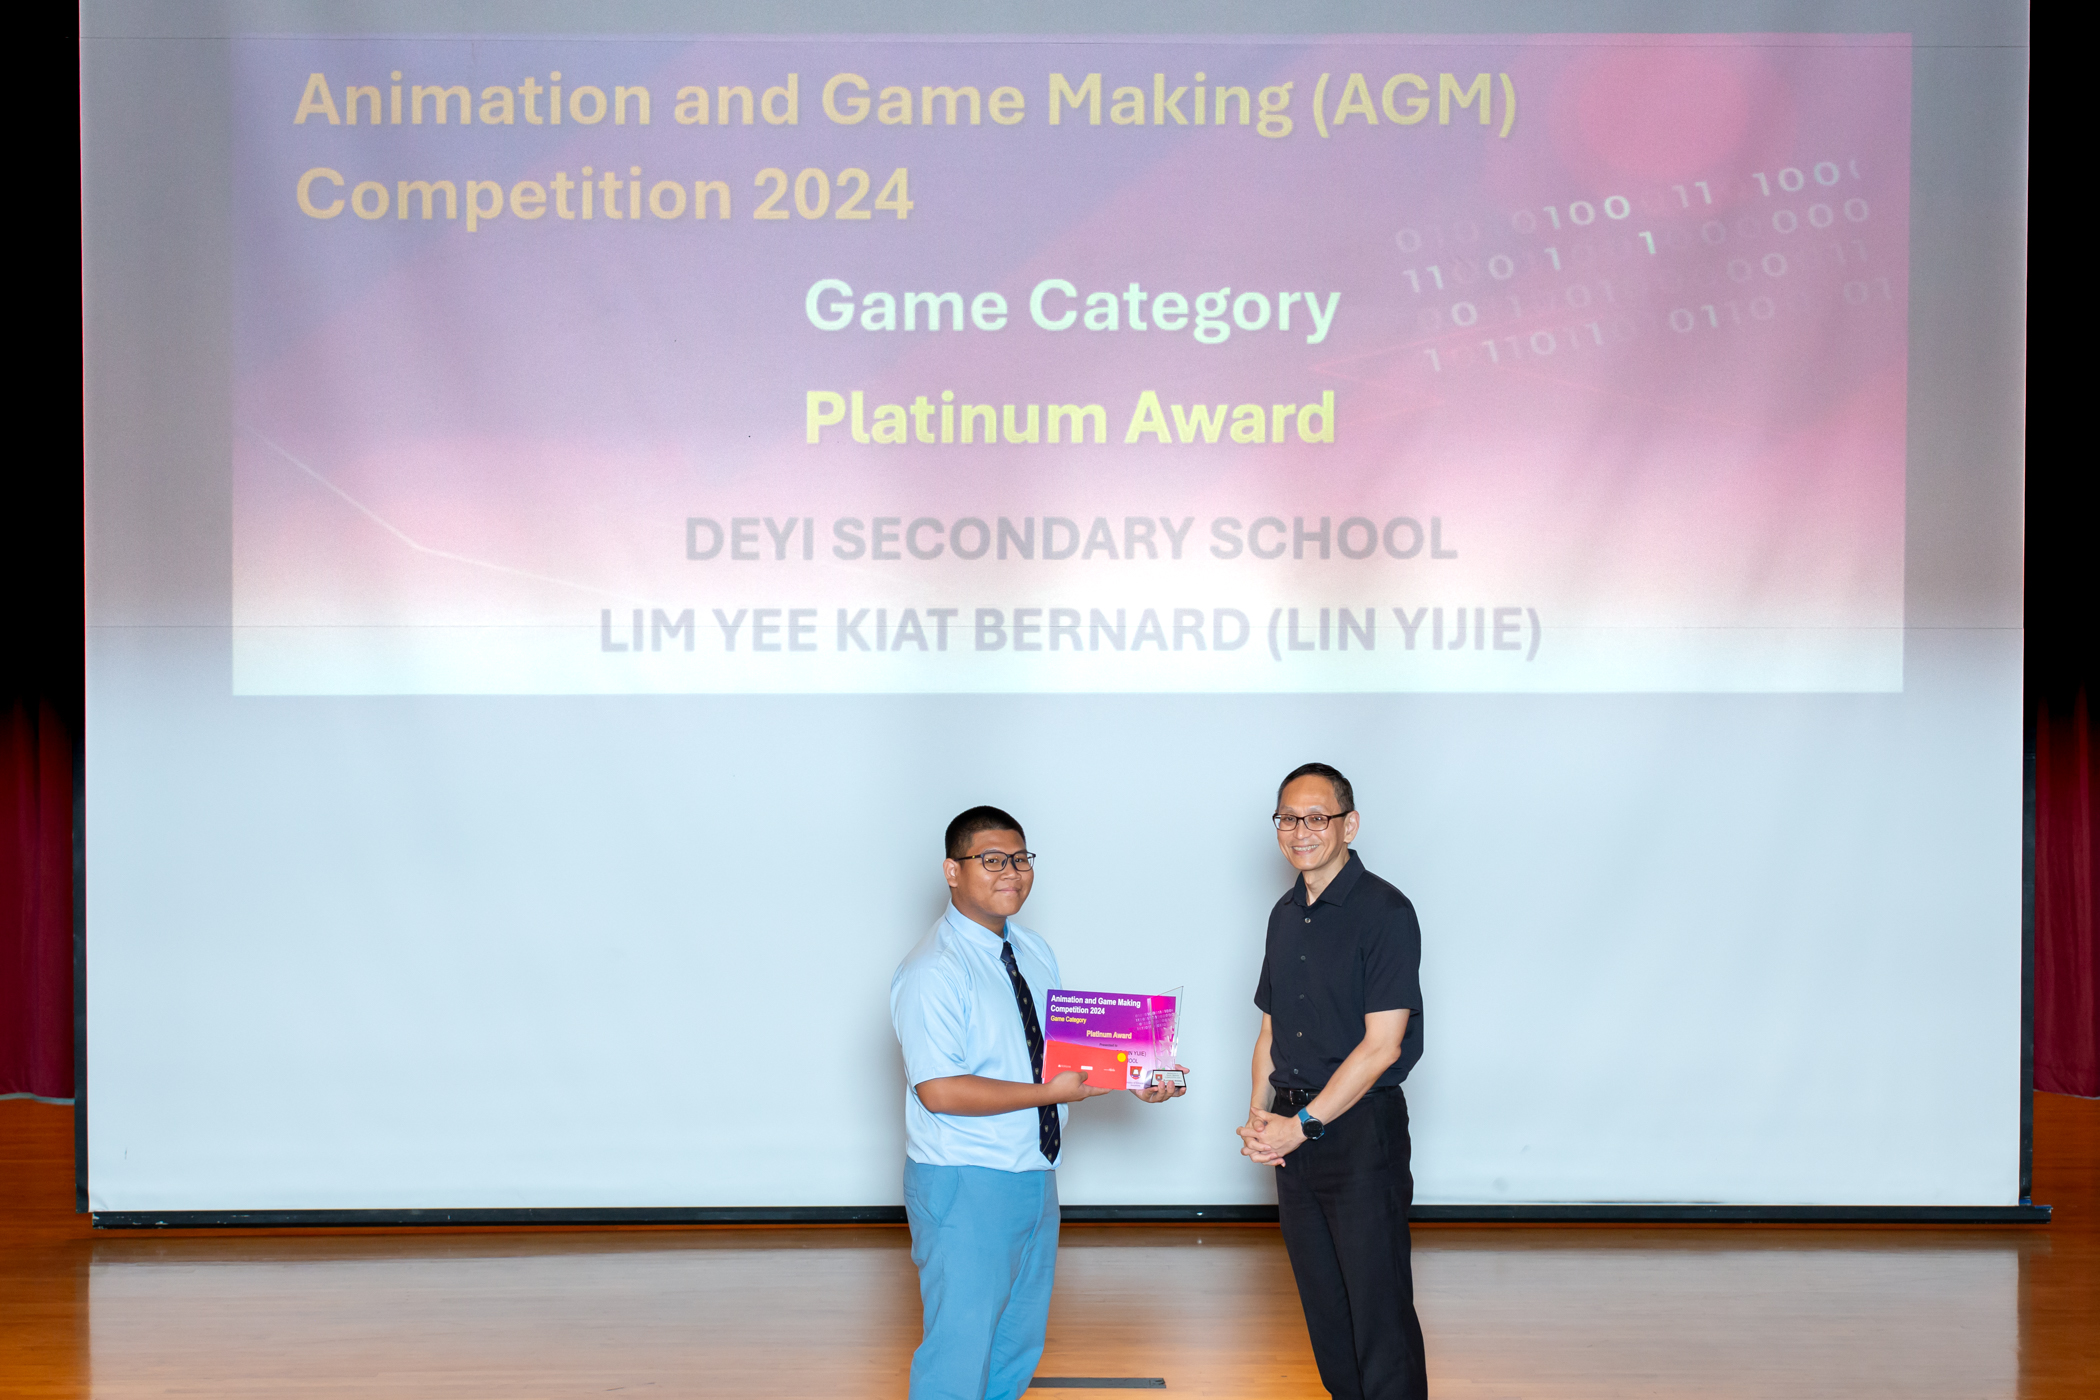 Animation and Game Making (AGM)
Competition 2024
Game Category
Platinum Award
DEYI SECONDARY SCHOOL
LIM YEE KIAT BERNARD (LIN YIJIE)
Animation and Game Making
Competition 2024
Game Category
Platinum Award